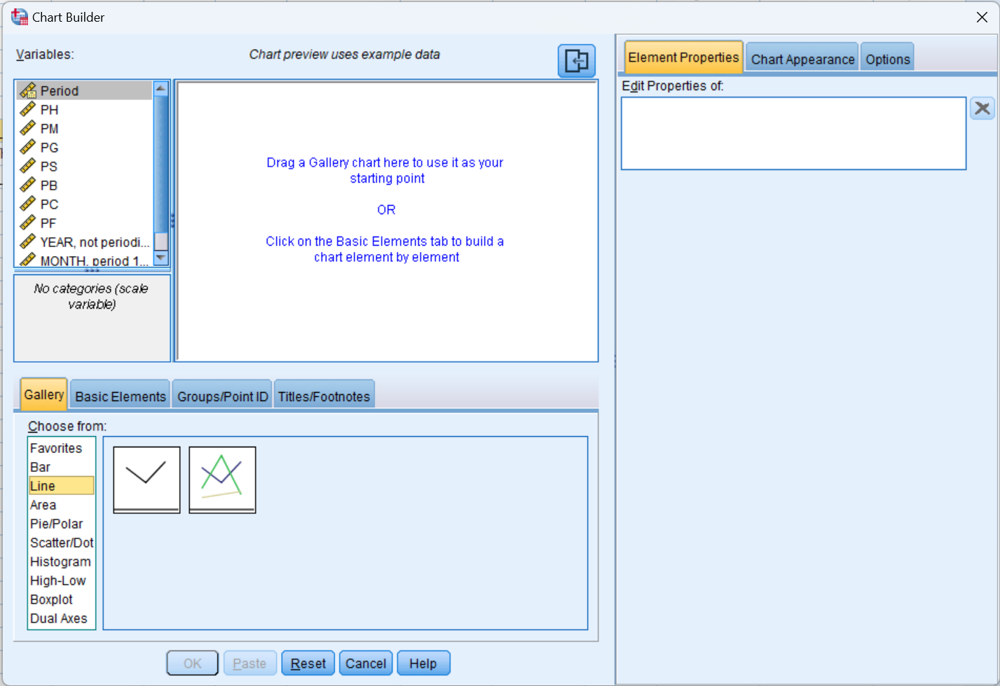 Chart Builder
Variables:
Chart preview uses example data
Period
PH
PM
PG
PS
PB
PC
PF
YEAR, not periodi...
MONTH, period 1...
No categories (scale
variable)
Drag a Gallery chart here to use it as your
starting point
OR
Click on the Basic Elements tab to build a
chart element by element
Gallery
Basic Elements
Groups/Point ID
Titles/Footnotes
Choose from:
Favorites
Bar
Line
Area
Pie/Polar
Scatter/Dot
Histogram
High-Low
Boxplot
Dual Axes
OK
Paste
Reset
Cancel
Help
Element Properties
Chart Appearance
Options
Edit Properties of: